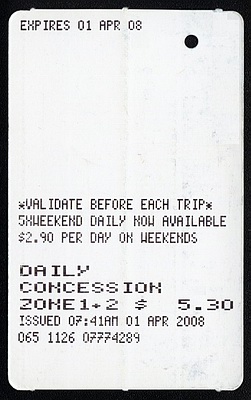 EXPIRES 01 APR 08
*VALIDATE BEFORE EACH TRIP*
5XWEEKEND DAILY NOW AVAILABLE
$2.90 PER DAY ON WEEKENDS
DAILY
CONCESSION
ZONE1+2 $ 5.30
ISSUED 07:41AM 01 APR 2008
065 1126 07774289